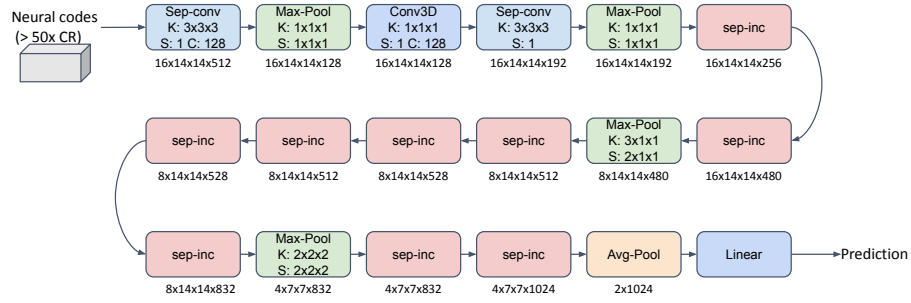 Neural codes
(> 50x CR)
Sep-conv
K: 3x3x3
S: 1 C: 128
16x14x14x512
Max-Pool
K: 1x1x1
S: 1x1x1
16x14x14x128
Conv3D
K: 1x1x1
S: 1 C: 128
16x14x14x128
Sep-conv
K: 3x3x3
S: 1
16x14x14x192
Max-Pool
K: 1x1x1
S: 1x1x1
16x14x14x192
sep-inc
16x14x14x256
sep-inc
8x14x14x528
sep-inc
8x14x14x512
sep-inc
8x14x14x528
sep-inc
8x14x14x512
Max-Pool
K: 3x1x1
S: 2x1x1
8x14x14x480
sep-inc
16x14x14x480
sep-inc
8x14x14x832
Max-Pool
K: 2x2x2
S: 2x2x2
4x7x7x832
sep-inc
4x7x7x832
sep-inc
4x7x7x1024
Avg-Pool
2x1024
Linear
Prediction